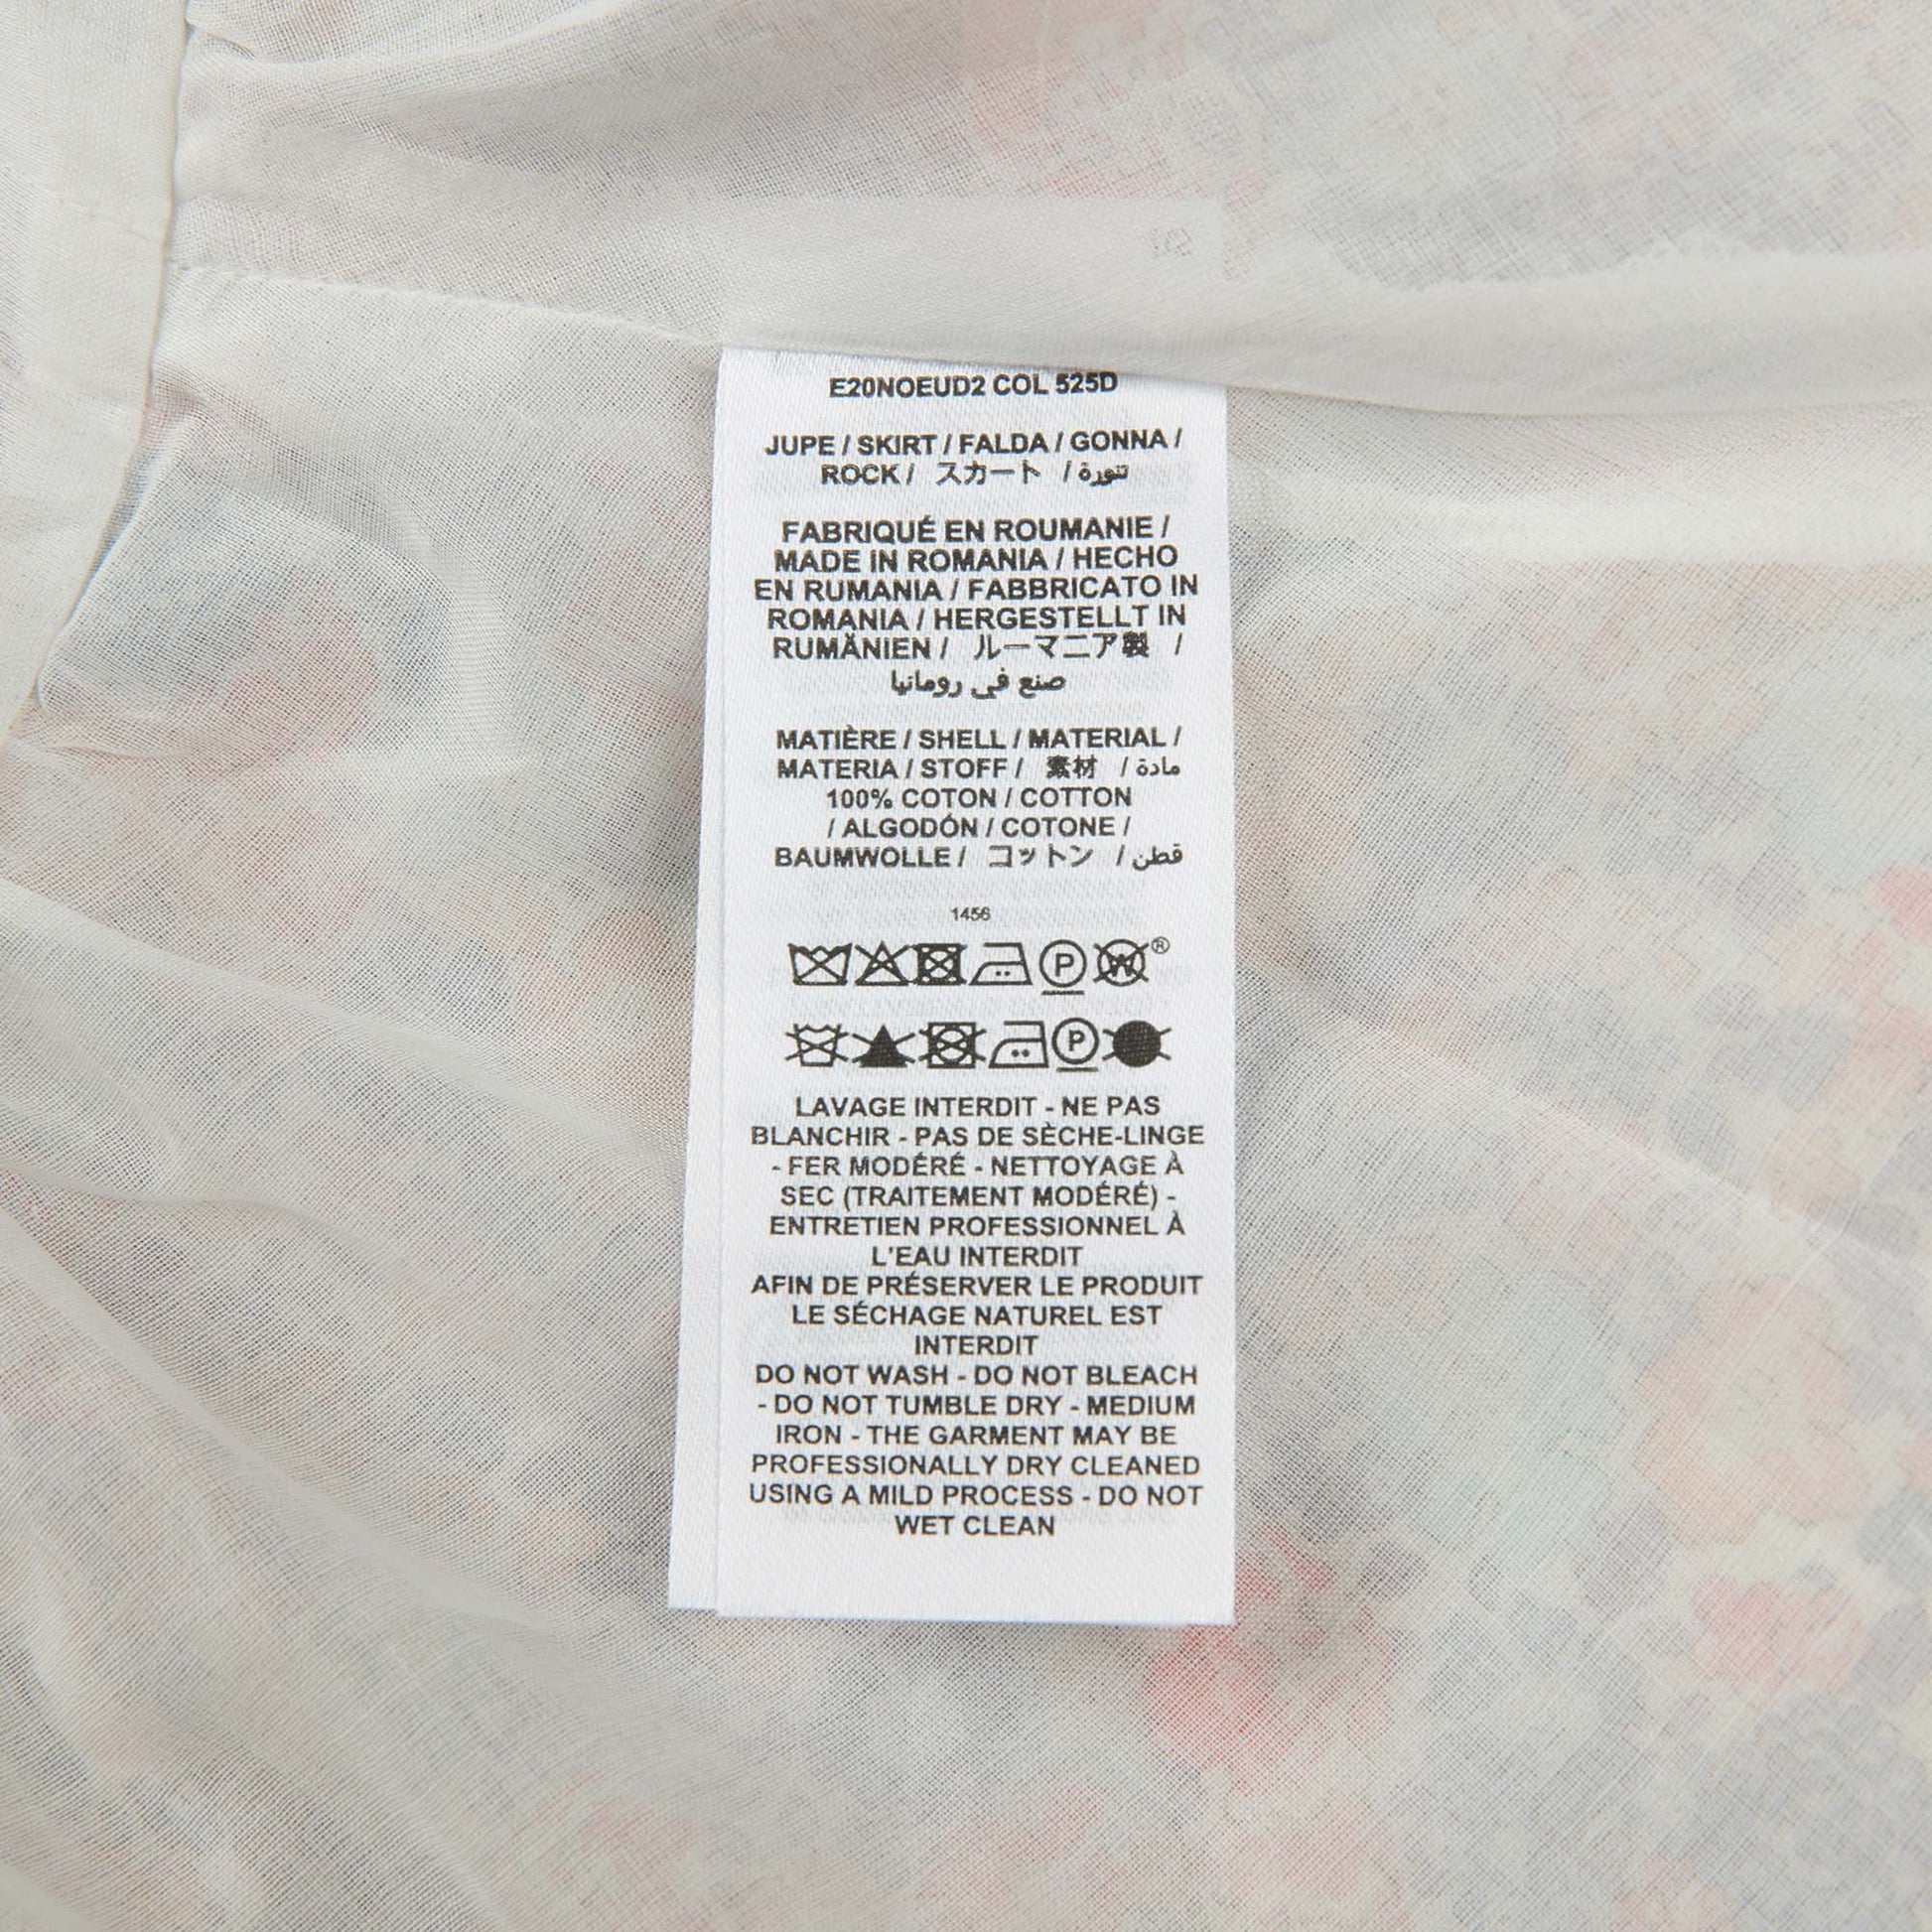 E20NOEUD2 COL 525D
JUPE / SKIRT / FALDA / GONNA /
ROCK / スカート / تنورة
FABRIQUÉ EN ROUMANIE /
MADE IN ROMANIA / HECHO
EN RUMANIA / FABBRICATO IN
ROMANIA / HERGESTELLT IN
RUMÄNIEN / ルーマニア製 /
صنع في رومانيا
MATIÈRE / SHELL / MATERIAL /
MATERIA / STOFF / 素材 / مادة
100% COTON / COTTON
/ ALGODÓN / COTONE /
BAUMWOLLE / コットン / قطن
1456
P W ®
P
LAVAGE INTERDIT - NE PAS
BLANCHIR - PAS DE SÈCHE-LINGE
- FER MODÉRÉ - NETTOYAGE À
SEC (TRAITEMENT MODÉRÉ) -
ENTRETIEN PROFESSIONNEL À
L'EAU INTERDIT
AFIN DE PRÉSERVER LE PRODUIT
LE SÉCHAGE NATUREL EST
INTERDIT
DO NOT WASH - DO NOT BLEACH
- DO NOT TUMBLE DRY - MEDIUM
IRON - THE GARMENT MAY BE
PROFESSIONALLY DRY CLEANED
USING A MILD PROCESS - DO NOT
WET CLEAN